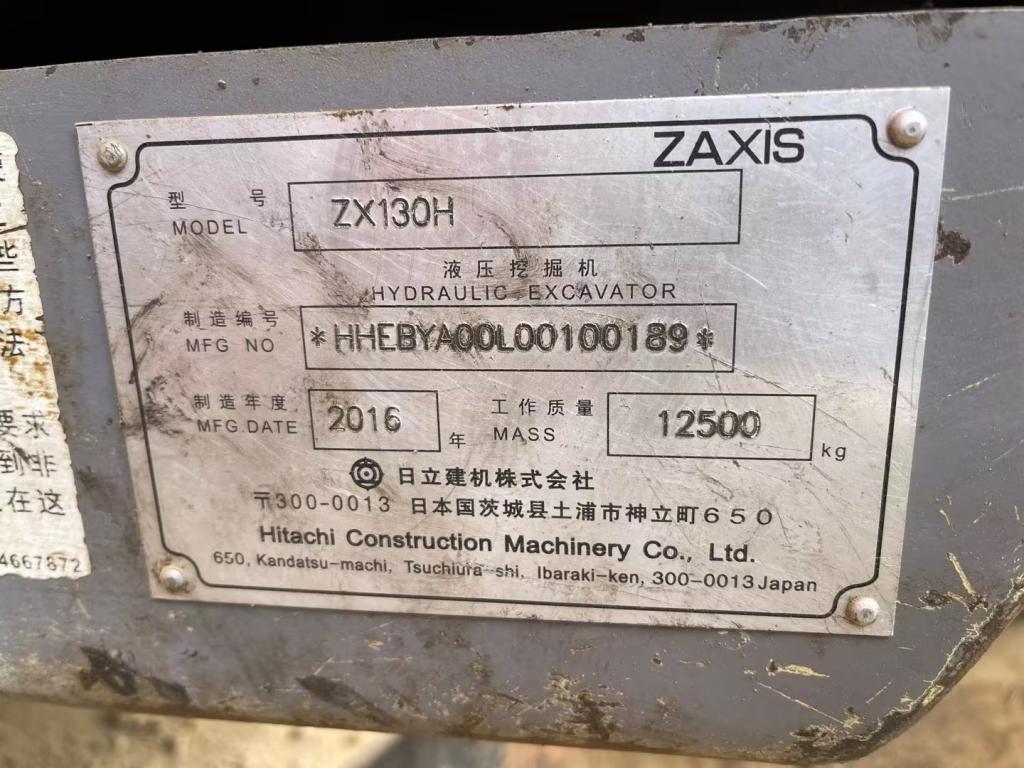 ZAXIS
型 号
MODEL
ZX130H
液压挖掘机
HYDRAULIC EXCAVATOR
制造编号
MFG NO
*HHEBYA00L00100189*
制造年度
MFG.DATE
2016
年
工作质量
MASS
12500
kg
日立建机株式会社
〒300-0013 日本国茨城县土浦市神立町650
Hitachi Construction Machinery Co., Ltd.
650, Kandatsu-machi, Tsuchiura-shi, Ibaraki-ken, 300-0013 Japan
些
方
法
要求
到非
在这
4667872